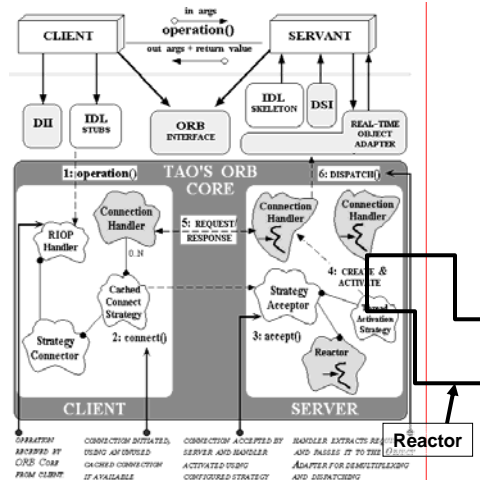 in args
CLIENT
operation()
SERVANT
out args + return value
DII
IDL
STUBS
ORB
INTERFACE
IDL
SKELETON
DSI
REAL-TIME
OBJECT
ADAPTER
1: operation()
TAO'S ORB
CORE
6: DISPATCH()
RIOP
Handler
Connection
Handler
5: REQUEST/
RESPONSE
Connection
Handler
Connection
Handler
0..N
Cached
Connect
Strategy
4: CREATE &
ACTIVATE
Strategy
Acceptor
Activation
Strategy
Strategy
Connector
2: connect()
3: accept()
Reactor
CLIENT
SERVER
Reactor
OPERATION
RECEIVED BY
ORB CORE
FROM CLIENT
CONNECTION INITIATED,
USING AN UNUSED
CACHED CONNECTION
IF AVAILABLE
CONNECTION ACCEPTED BY
SERVER AND HANDLER
ACTIVATED USING
CONFIGURED STRATEGY
HANDLER EXTRACTS
AND PASSES IT TO THE
ADAPTER FOR DEMULTIPLEXING
AND DISPATCHING